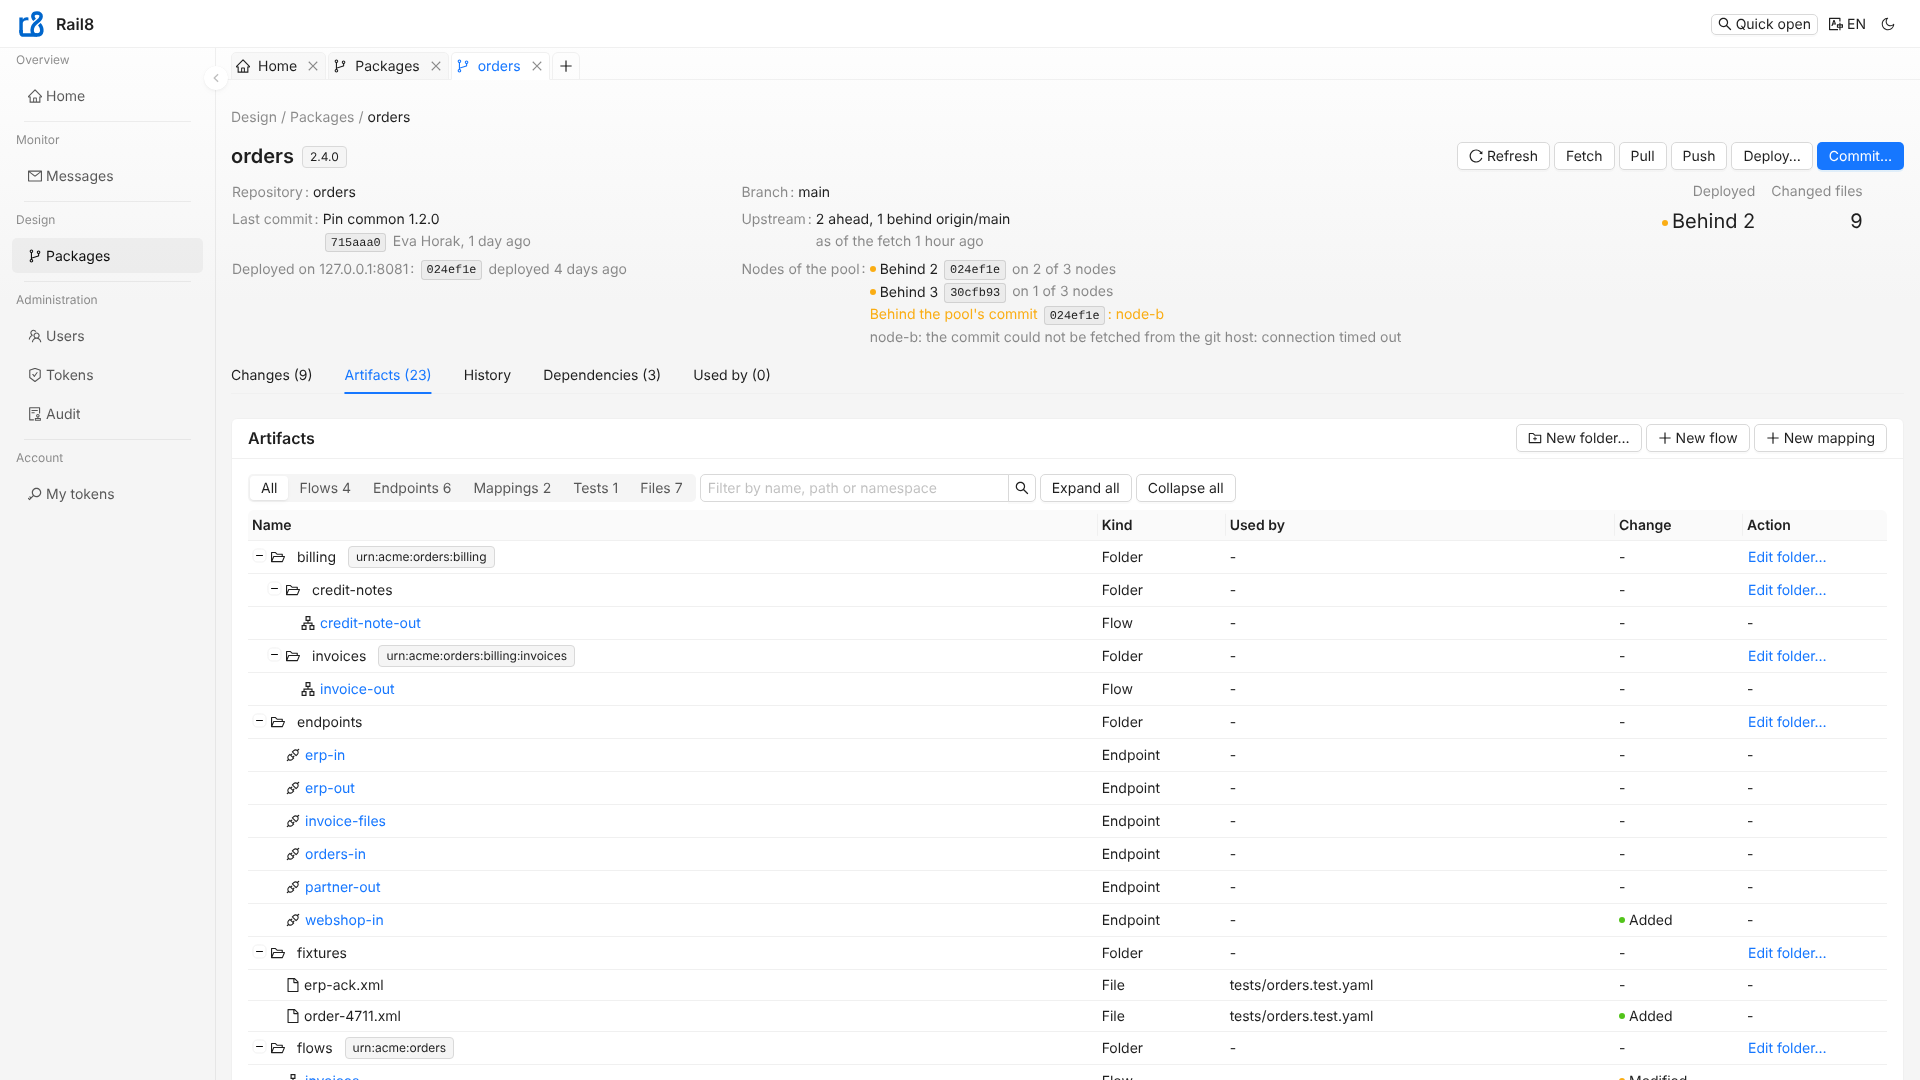 Rail8
Quick open
EN
Overview
Home
Monitor
Messages
Design
Packages
Administration
Users
Tokens
Audit
Account
My tokens
Home
Packages
orders
Design / Packages / orders
orders 2.4.0
Refresh
Fetch
Pull
Push
Deploy...
Commit...
Repository: orders
Branch: main
Deployed
Behind 2
Changed files
9
Last commit: Pin common 1.2.0
715aaa0 Eva Horak, 1 day ago
Upstream: 2 ahead, 1 behind origin/main
as of the fetch 1 hour ago
Deployed on 127.0.0.1:8081: 024ef1e deployed 4 days ago
Nodes of the pool: Behind 2 024ef1e on 2 of 3 nodes
Behind 3 30cfb93 on 1 of 3 nodes
Behind the pool's commit 024ef1e : node-b
node-b: the commit could not be fetched from the git host: connection timed out
Changes (9)
Artifacts (23)
History
Dependencies (3)
Used by (0)
Artifacts
New folder...
New flow
New mapping
All
Flows 4
Endpoints 6
Mappings 2
Tests 1
Files 7
Filter by name, path or namespace
Expand all
Collapse all
Name Kind Used by Change Action
billing urn:acme:orders:billing Folder - - Edit folder...
credit-notes Folder - - Edit folder...
credit-note-out Flow - - -
invoices urn:acme:orders:billing:invoices Folder - - Edit folder...
invoice-out Flow - - -
endpoints Folder - - Edit folder...
erp-in Endpoint - - -
erp-out Endpoint - - -
invoice-files Endpoint - - -
orders-in Endpoint - - -
partner-out Endpoint - - -
webshop-in Endpoint - Added -
fixtures Folder - - Edit folder...
erp-ack.xml File tests/orders.test.yaml - -
order-4711.xml File tests/orders.test.yaml Added -
flows urn:acme:orders Folder - - Edit folder...
invoices Flow Modified